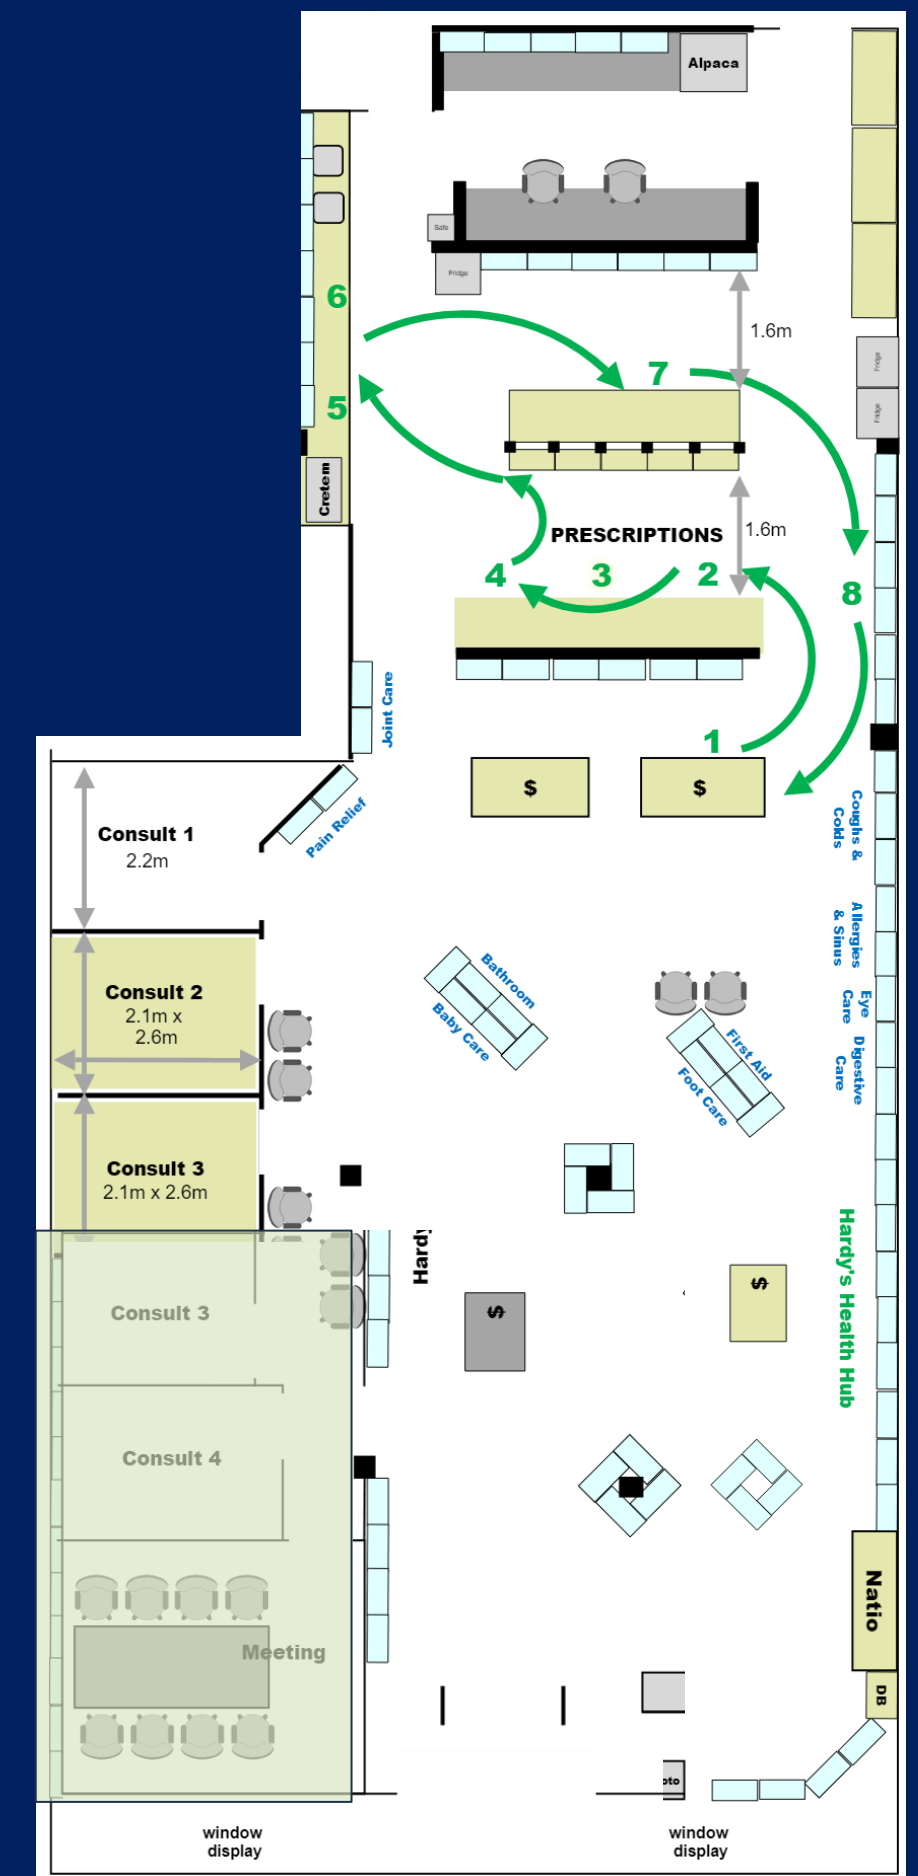 Alpaca
Safe
Fridge
6
1.6m
7
Fridge
5
Fridge
Cretem
PRESCRIPTIONS
1.6m
4
3
2
8
Joint Care
1
$
$
Pain Relief
Coughs &
Colds
Consult 1
2.2m
Allergies
& Sinus
Bathroom
Baby Care
Consult 2
2.1m x
2.6m
Eye
Care
First Aid
Foot Care
Digestive
Care
Consult 3
2.1m x 2.6m
Hardy
Hardy's Health Hub
$
$
Consult 3
Consult 4
Natio
Meeting
DB
oto
window
display
window
display